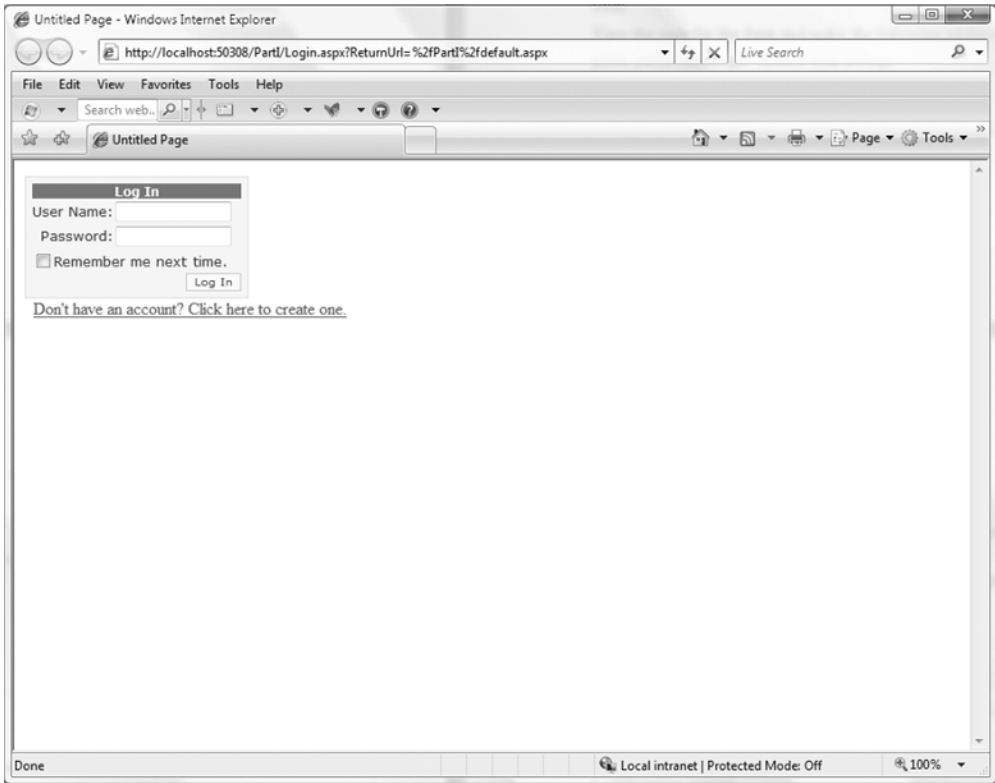 Untitled Page - Windows Internet Explorer
http://localhost:50308/PartI/Login.aspx?ReturnUrl=%2fPartI%2fdefault.aspx
Live Search
File Edit View Favorites Tools Help
Search web..
Untitled Page
Page Tools
Log In
User Name:
Password:
Remember me next time.
Log In
Don't have an account? Click here to create one.
Done
Local intranet | Protected Mode: Off
100%